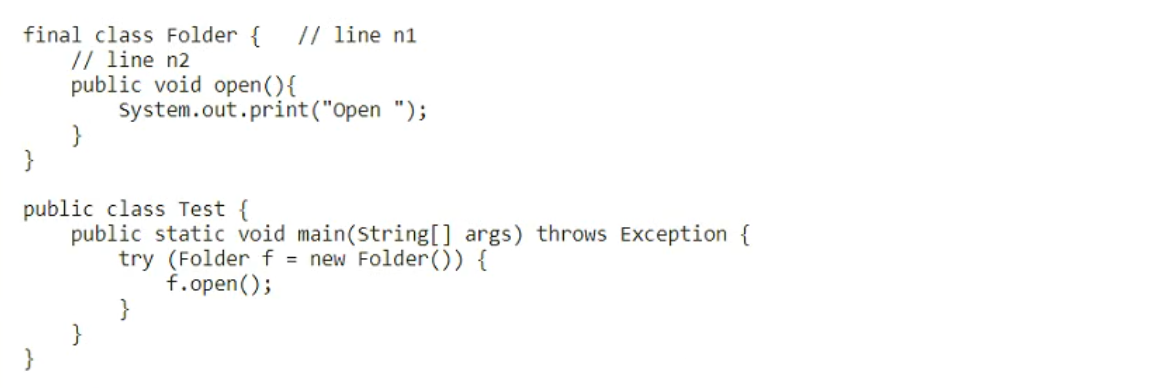 final class Folder {   // line n1
    // line n2
    public void open(){
        System.out.print("Open ");
    }
}

public class Test {
    public static void main(String[] args) throws Exception {
        try (Folder f = new Folder()) {
            f.open();
        }
    }
}